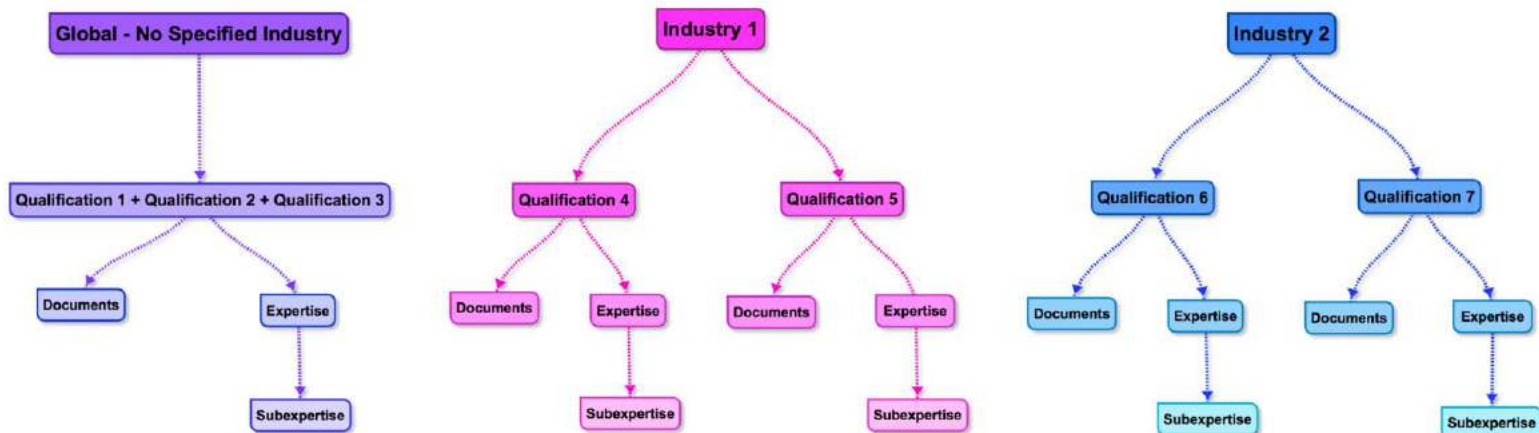 Global - No Specified Industry
Industry 1
Industry 2
Qualification 1 + Qualification 2 + Qualification 3
Qualification 4
Qualification 5
Qualification 6
Qualification 7
Documents
Expertise
Documents
Expertise
Documents
Expertise
Documents
Expertise
Documents
Expertise
Subexpertise
Subexpertise
Subexpertise
Subexpertise
Subexpertise